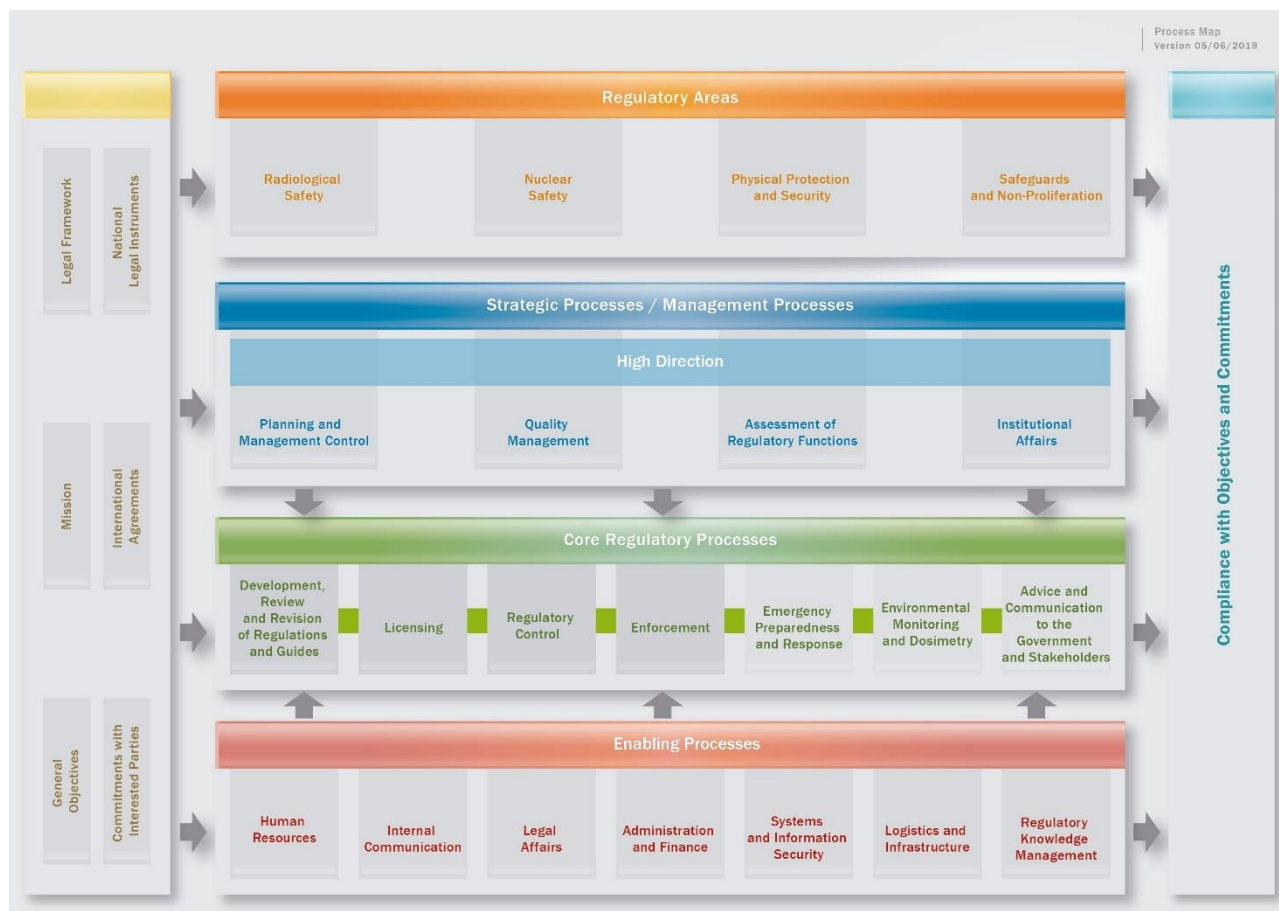 Process Map
Version 05/06/2019
Legal Framework
National
Legal Instruments
Mission
International
Agreements
General
Objectives
Commitments with
Interested Parties
Regulatory Areas
Radiological
Safety
Nuclear
Safety
Physical Protection
and Security
Safeguards
and Non-Proliferation
Strategic Processes / Management Processes
High Direction
Planning and
Management Control
Quality
Management
Assessment of
Regulatory Functions
Institutional
Affairs
Core Regulatory Processes
Development,
Review
and Revision
of Regulations
and Guides
Licensing
Regulatory
Control
Enforcement
Emergency
Preparedness
and Response
Environmental
Monitoring
and Dosimetry
Advice and
Communication
to the
Government
and Stakeholders
Enabling Processes
Human
Resources
Internal
Communication
Legal
Affairs
Administration
and Finance
Systems
and Information
Security
Logistics and
Infrastructure
Regulatory
Knowledge
Management
Compliance with Objectives and Commitments